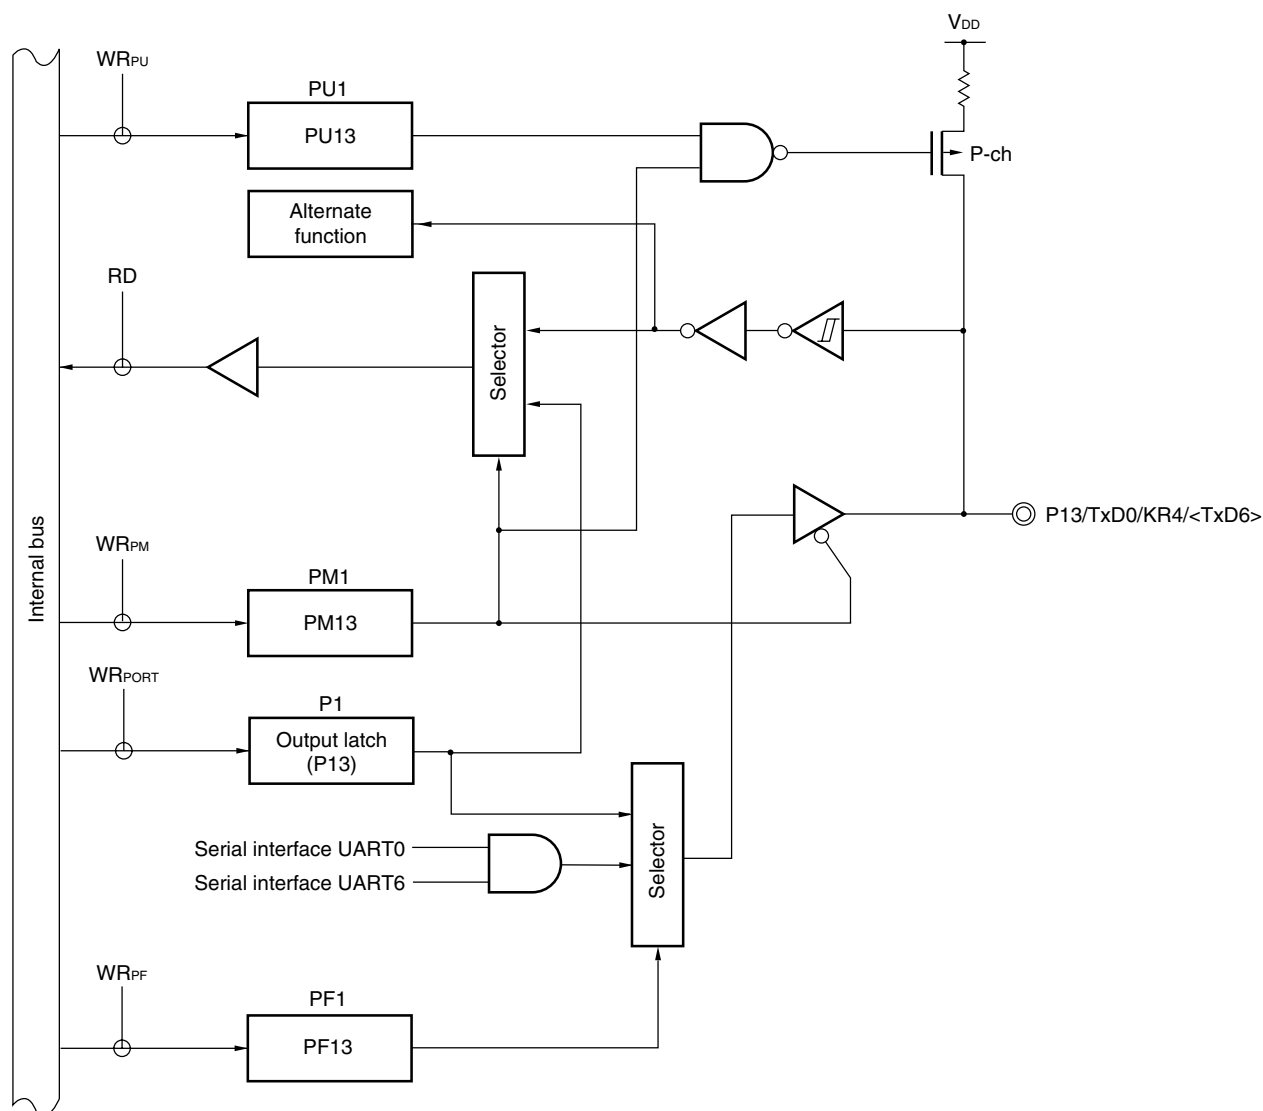 VDD
WRPU
PU1
PU13
P-ch
Alternate
function
RD
Selector
Internal bus
P13/TxD0/KR4/<TxD6>
WRPM
PM1
PM13
WRPORT
P1
Output latch
(P13)
Serial interface UART0
Serial interface UART6
Selector
WRPF
PF1
PF13